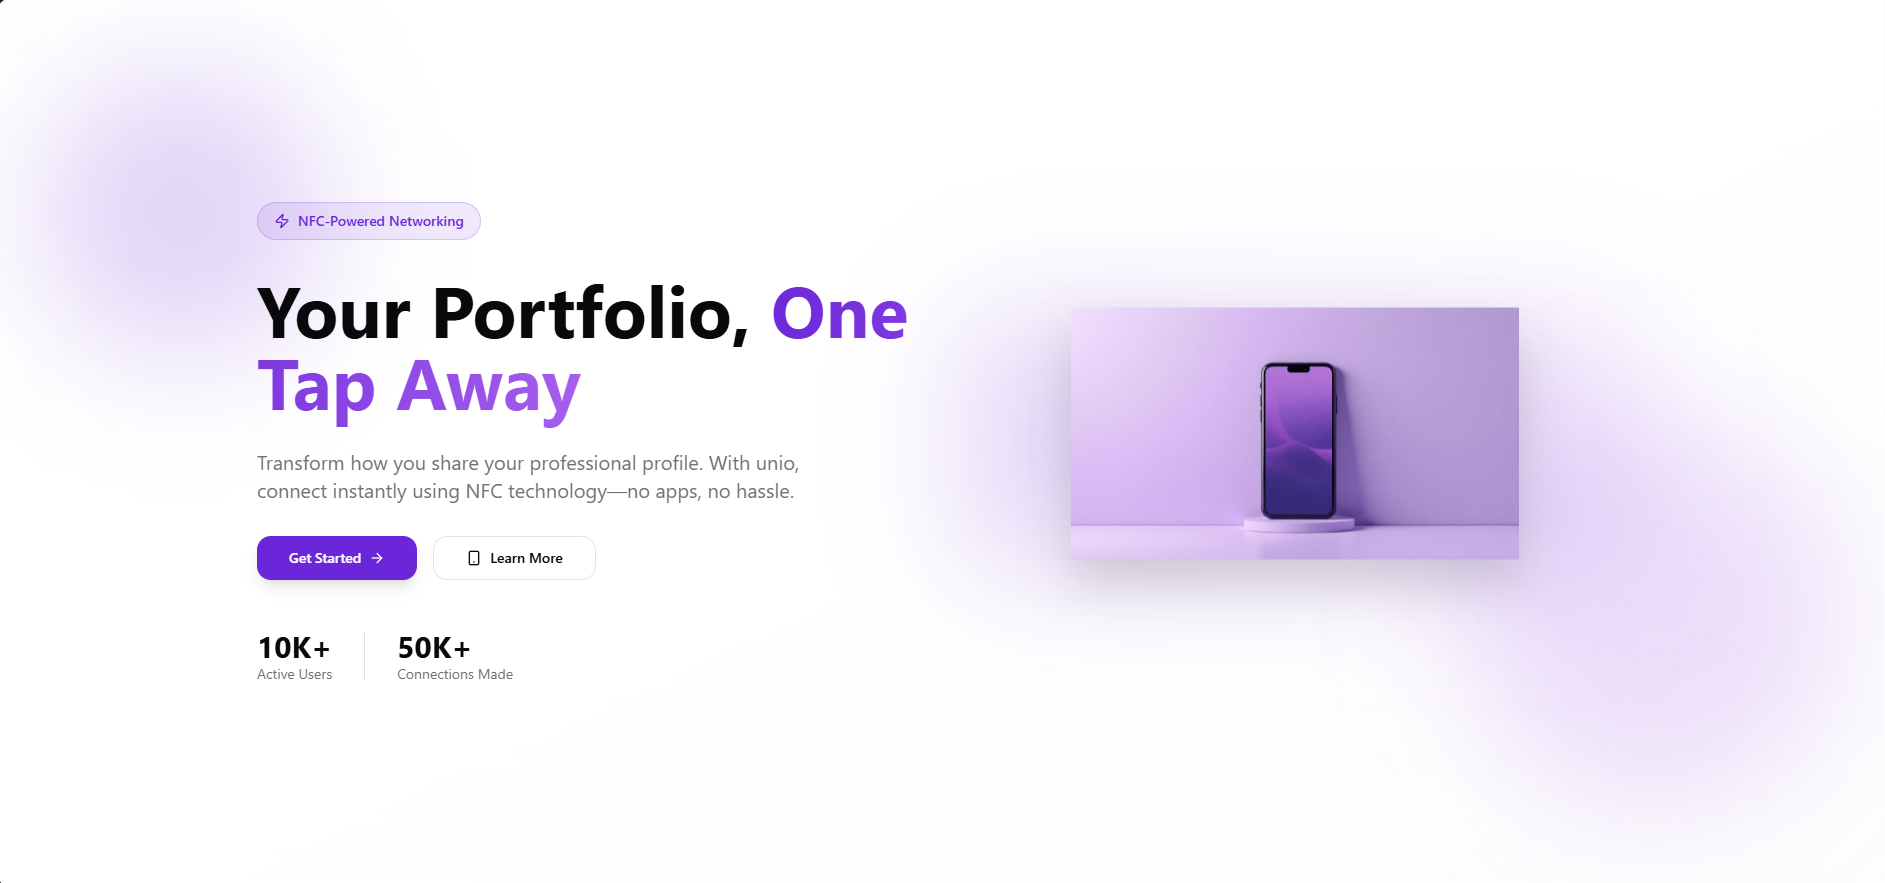 NFC-Powered Networking
Your Portfolio, One
Tap Away
Transform how you share your professional profile. With unio,
connect instantly using NFC technology—no apps, no hassle.
Get Started
Learn More
10K+
Active Users
50K+
Connections Made